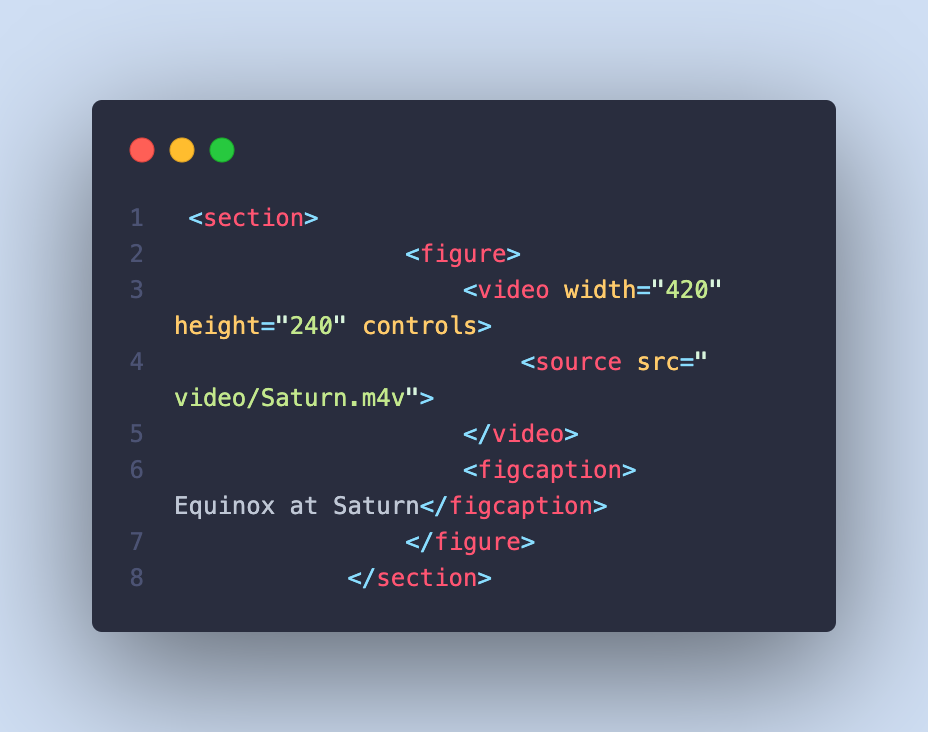 1 <section>
2 <figure>
3 <video width="420"
height="240" controls>
4 <source src="
video/Saturn.m4v">
5 </video>
6 <figcaption>
Equinox at Saturn</figcaption>
7 </figure>
8 </section>